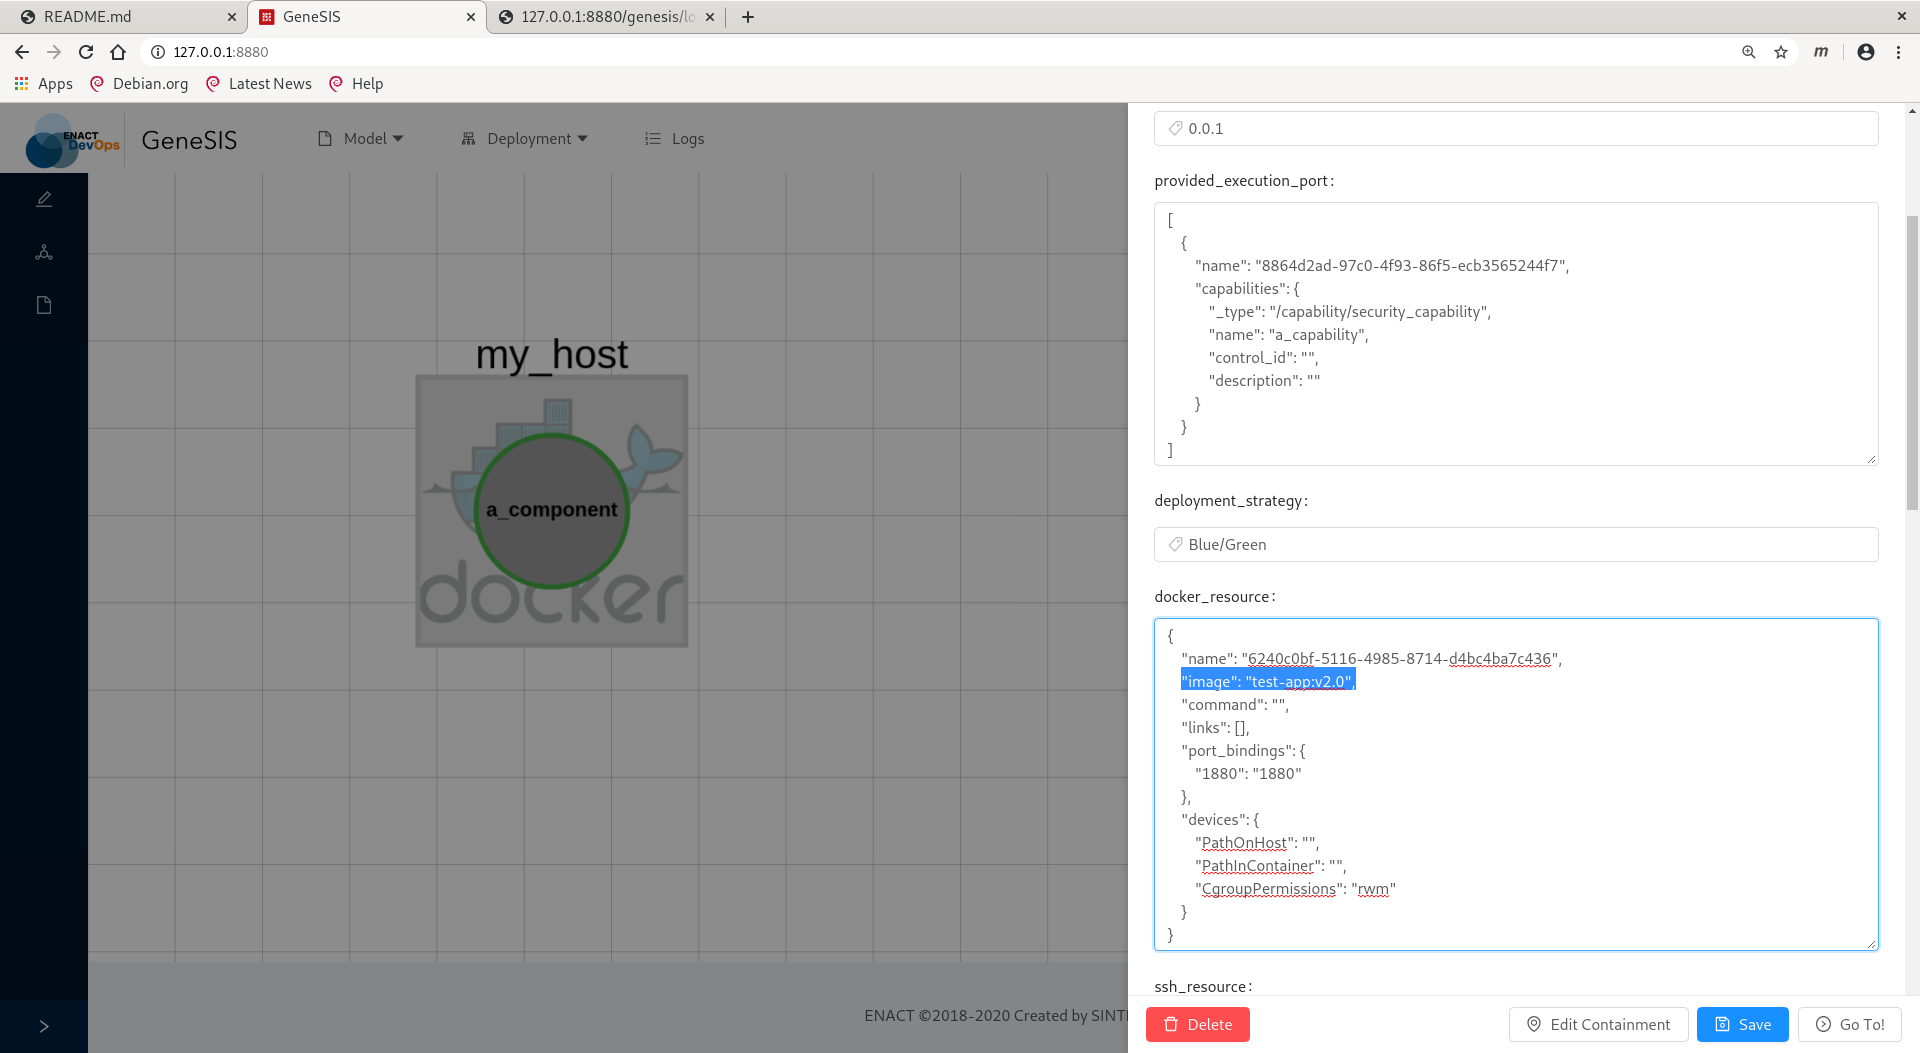 README.md
GeneSIS
127.0.0.1:8880/genesis/lo
127.0.0.1:8880
Apps
Debian.org
Latest News
Help
ENACT
DevOps
GeneSIS
Model
Deployment
Logs
my_host
a_component
docker
ENACT ©2018-2020 Created by SINT
0.0.1
provided_execution_port:
[
{
"name": "8864d2ad-97c0-4f93-86f5-ecb3565244f7",
"capabilities": {
"_type": "/capability/security_capability",
"name": "a_capability",
"control_id": "",
"description": ""
}
}
]
deployment_strategy:
Blue/Green
docker_resource:
{
"name": "6240c0bf-5116-4985-8714-d4bc4ba7c436",
"image": "test-app:v2.0",
"command": "",
"links": [],
"port_bindings": {
"1880": "1880"
},
"devices": {
"PathOnHost": "",
"PathInContainer": "",
"CgroupPermissions": "rwm"
}
}
ssh_resource:
Delete
Edit Containment
Save
Go To!